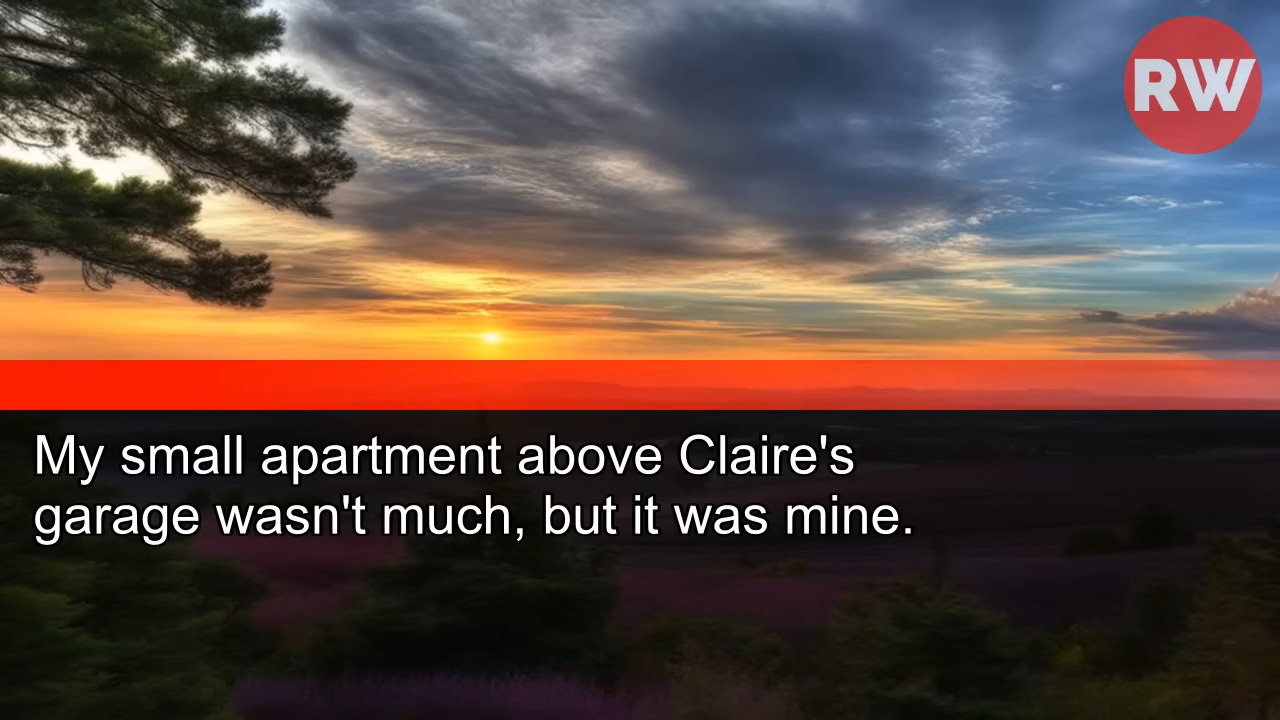 RW
My small apartment above Claire's
garage wasn't much, but it was mine.